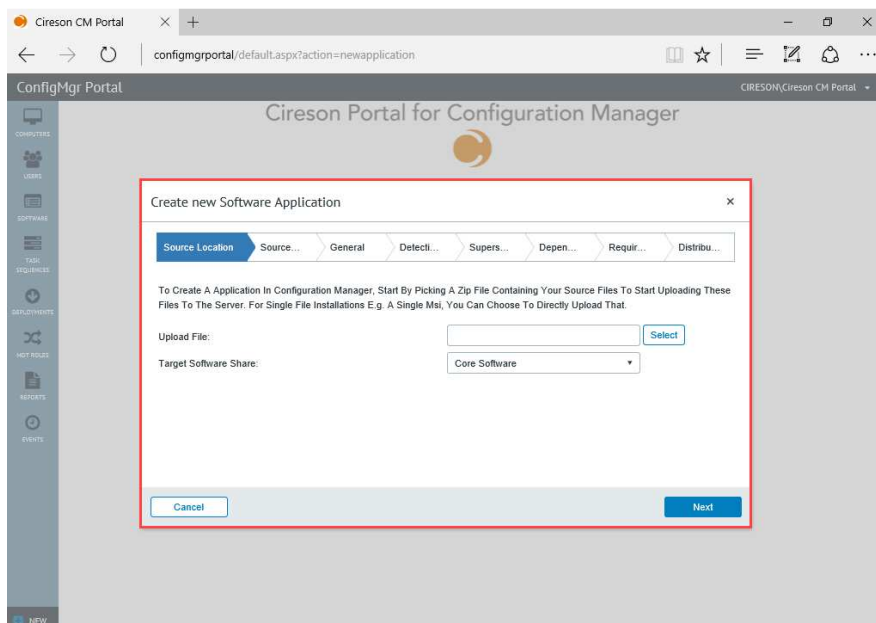 Cireson CM Portal
configmgrportal/default.aspx?action=newapplication
ConfigMgr Portal
CIRESON\Cireson CM Portal
Cireson Portal for Configuration Manager
COMPUTERS
USERS
SOFTWARE
TASK
SEQUENCES
DEPLOYMENTS
HOT ROLES
REPORTS
EVENTS
NEW
Create new Software Application
Source Location Source... General Detecti... Supers... Depen... Requir... Distribu...
To Create A Application In Configuration Manager, Start By Picking A Zip File Containing Your Source Files To Start Uploading These
Files To The Server. For Single File Installations E.g. A Single Msi, You Can Choose To Directly Upload That.
Upload File:
Select
Target Software Share:
Core Software
Cancel
Next